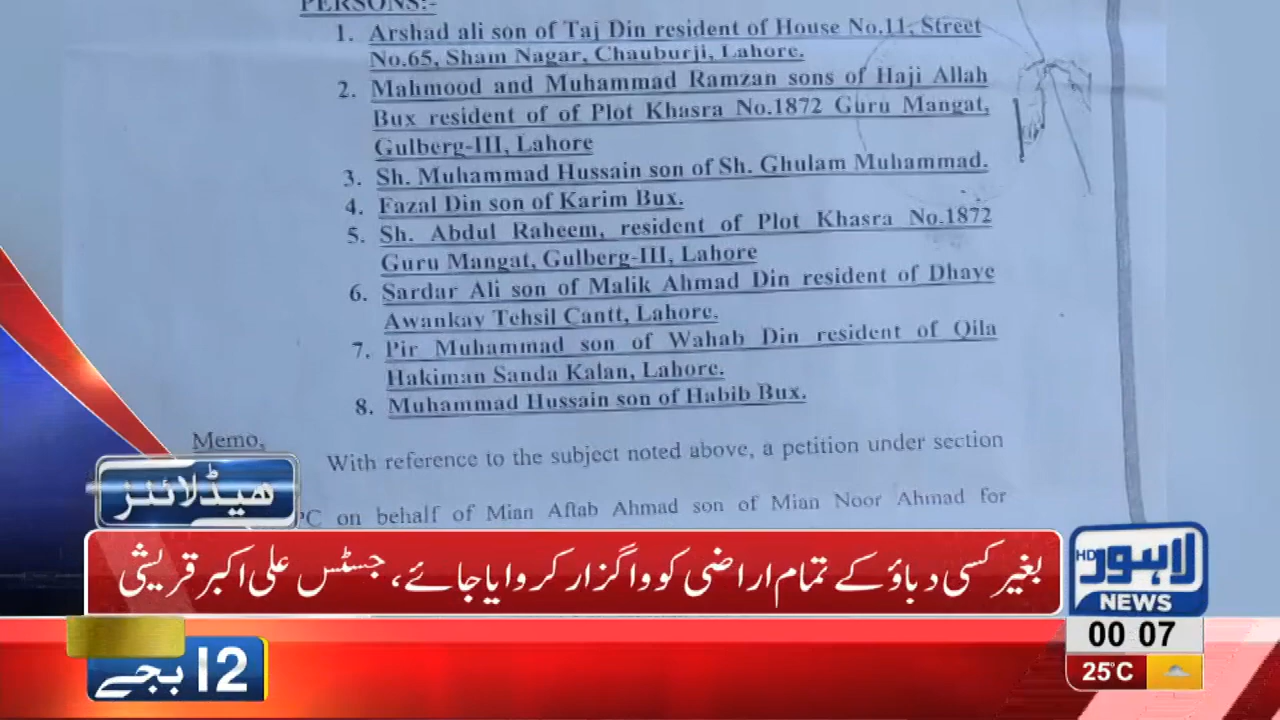 PERSONS:-
1. Arshad ali son of Taj Din resident of House No.11, Street
No.65, Sham Nagar, Chauburji, Lahore.
2. Mahmood and Muhammad Ramzan sons of Haji Allah
Bux resident of of Plot Khasra No.1872 Guru Mangat,
Gulberg-III, Lahore
3. Sh. Muhammad Hussain son of Sh. Ghulam Muhammad.
4. Fazal Din son of Karim Bux.
5. Sh. Abdul Raheem, resident of Plot Khasra No.1872
Guru Mangat, Gulberg-III, Lahore
6. Sardar Ali son of Malik Ahmad Din resident of Dhaye
Awankay Tehsil Cantt, Lahore.
7. Pir Muhammad son of Wahab Din resident of Qila
Hakiman Sanda Kalan, Lahore.
8. Muhammad Hussain son of Habib Bux.
Memo,
With reference to the subject noted above, a petition under section
PC on behalf of Mian Aftab Ahmad son of Mian Noor Ahmad for
ہیڈلائنز
بغیر کسی دباؤ کے تمام اراضی کو واگزار کروایا جائے، جسٹس علی اکبر قریشی
لاہور HD
NEWS
00 07
25°C
12 بجے